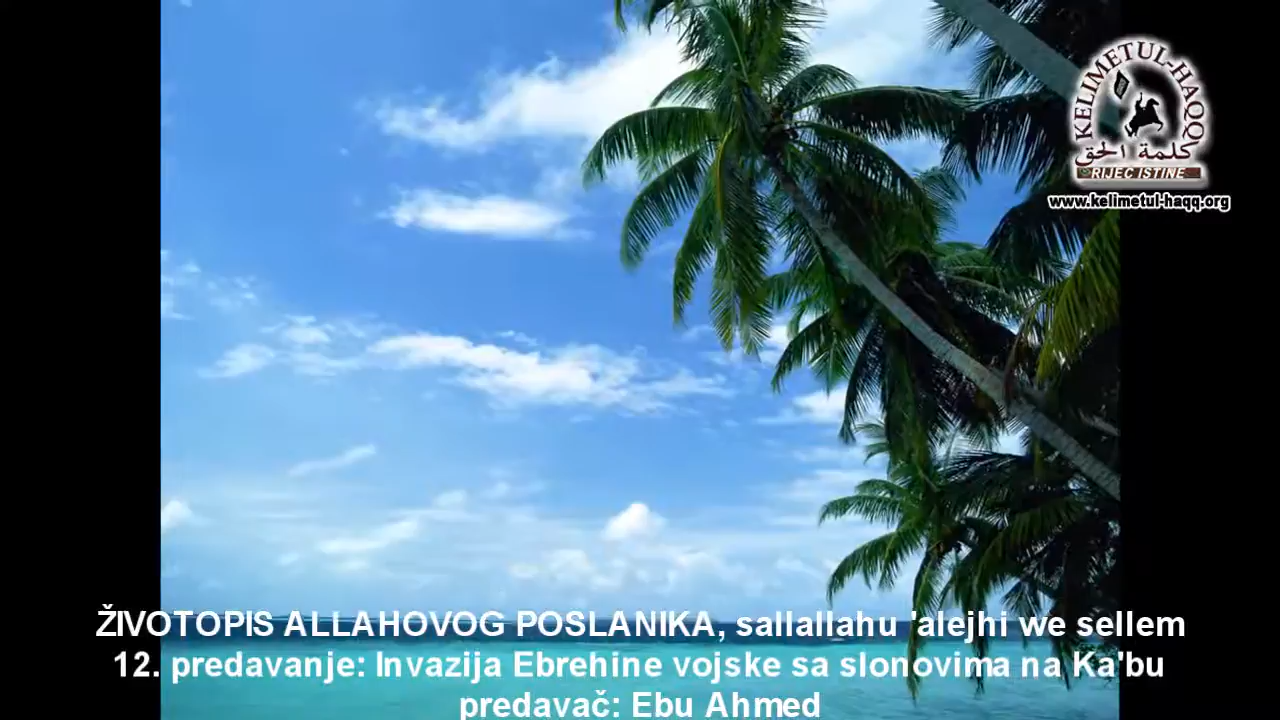 KELIMETUL-HAQQ
كلمة الحق
RIJEC ISTINE
www.kelimetul-haqq.org
ŽIVOTOPIS ALLAHOVOG POSLANIKA, sallallahu 'alejhi we sellem
12. predavanje: Invazija Ebrehine vojske sa slonovima na Ka'bu
predavač: Ebu Ahmed